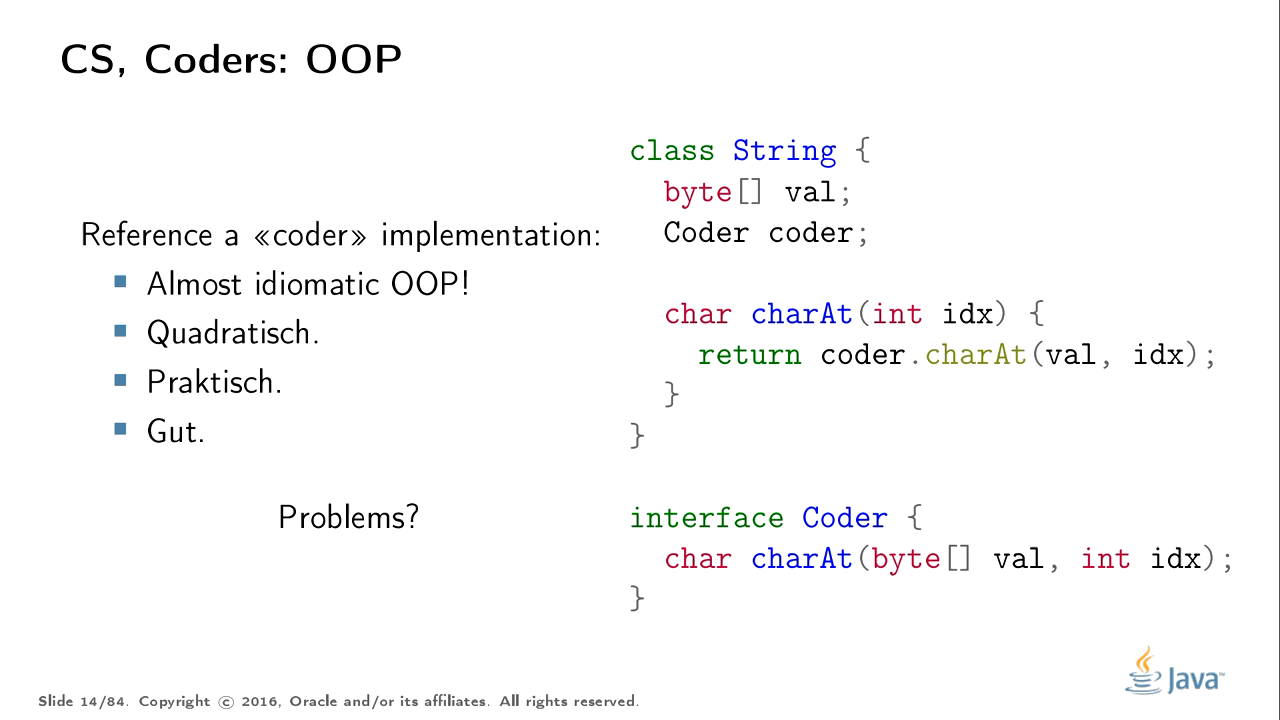 CS, Coders: OOP
Reference a «coder» implementation:
Almost idiomatic OOP!
Quadratisch.
Praktisch.
Gut.
Problems?
class String {
  byte[] val;
  Coder coder;
  char charAt(int idx) {
    return coder.charAt(val, idx);
  }
}
interface Coder {
  char charAt(byte[] val, int idx);
}
Slide 14/84. Copyright © 2016, Oracle and/or its affiliates. All rights reserved.
Java™